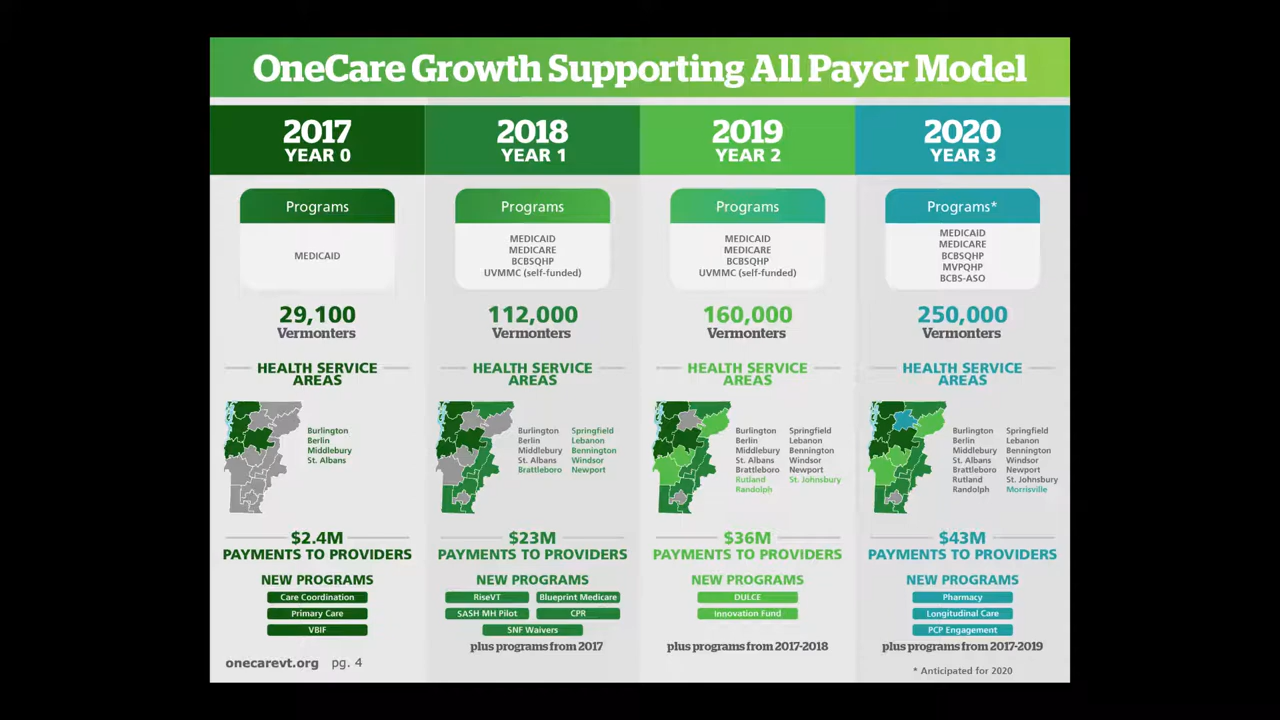 OneCare Growth Supporting All Payer Model
2017
YEAR 0
Programs
MEDICAID
29,100
Vermonters
HEALTH SERVICE
AREAS
Burlington
Berlin
Middlebury
St. Albans
$2.4M
PAYMENTS TO PROVIDERS
NEW PROGRAMS
Care Coordination
Primary Care
VBIF
2018
YEAR 1
Programs
MEDICAID
MEDICARE
BCBSQHP
UVMMC (self-funded)
112,000
Vermonters
HEALTH SERVICE
AREAS
Burlington Springfield
Berlin Lebanon
Middlebury Bennington
St. Albans Windsor
Brattleboro Newport
$23M
PAYMENTS TO PROVIDERS
NEW PROGRAMS
RiseVT Blueprint Medicare
SASH MH Pilot CPR
SNF Waivers
plus programs from 2017
2019
YEAR 2
Programs
MEDICAID
MEDICARE
BCBSQHP
UVMMC (self-funded)
160,000
Vermonters
HEALTH SERVICE
AREAS
Burlington Springfield
Berlin Lebanon
Middlebury Bennington
St. Albans Windsor
Brattleboro Newport
Rutland St. Johnsbury
Randolph
$36M
PAYMENTS TO PROVIDERS
NEW PROGRAMS
DULCE
Innovation Fund
plus programs from 2017-2018
2020
YEAR 3
Programs*
MEDICAID
MEDICARE
BCBSQHP
MVPQHP
BCBS-ASO
250,000
Vermonters
HEALTH SERVICE
AREAS
Burlington Springfield
Berlin Lebanon
Middlebury Bennington
St. Albans Windsor
Brattleboro Newport
Rutland St. Johnsbury
Randolph Morrisville
$43M
PAYMENTS TO PROVIDERS
NEW PROGRAMS
Pharmacy
Longitudinal Care
PCP Engagement
plus programs from 2017-2019
* Anticipated for 2020
onecarevt.org pg. 4